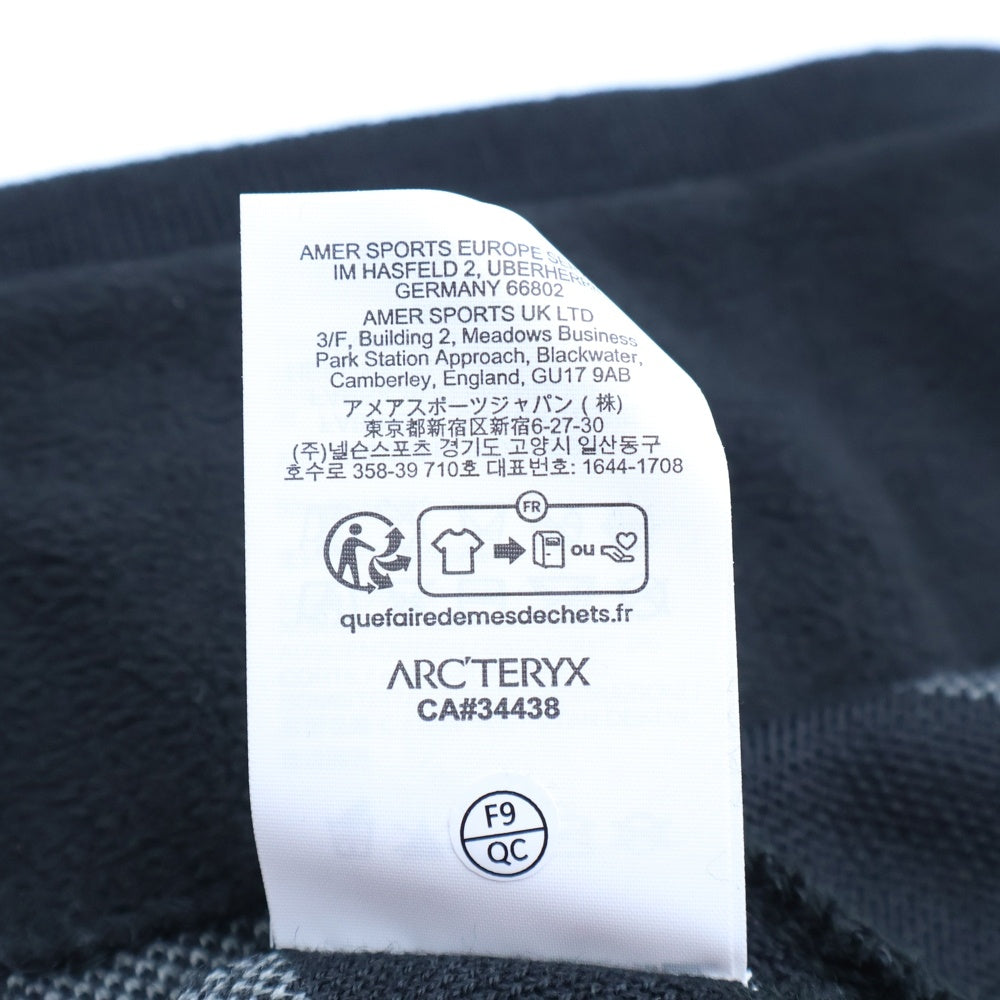 AMER SPORTS EUROPE
IM HASFELD 2,
GERMANY 66802
AMER SPORTS UK LTD
3/F, Building 2, Meadows Business
Park Station Approach, Blackwater,
Camberley, England, GU17 9AB
アメアスポーツジャパン ( 株)
東京都新宿区新宿6-27-30
(주)넬슨스포츠 경기도 고양시 일산동구
호수로 358-39 710호 대표번호: 1644-1708
FR
ou
quefairedemesdechets.fr
ARC'TERYX
CA#34438
F9
QC